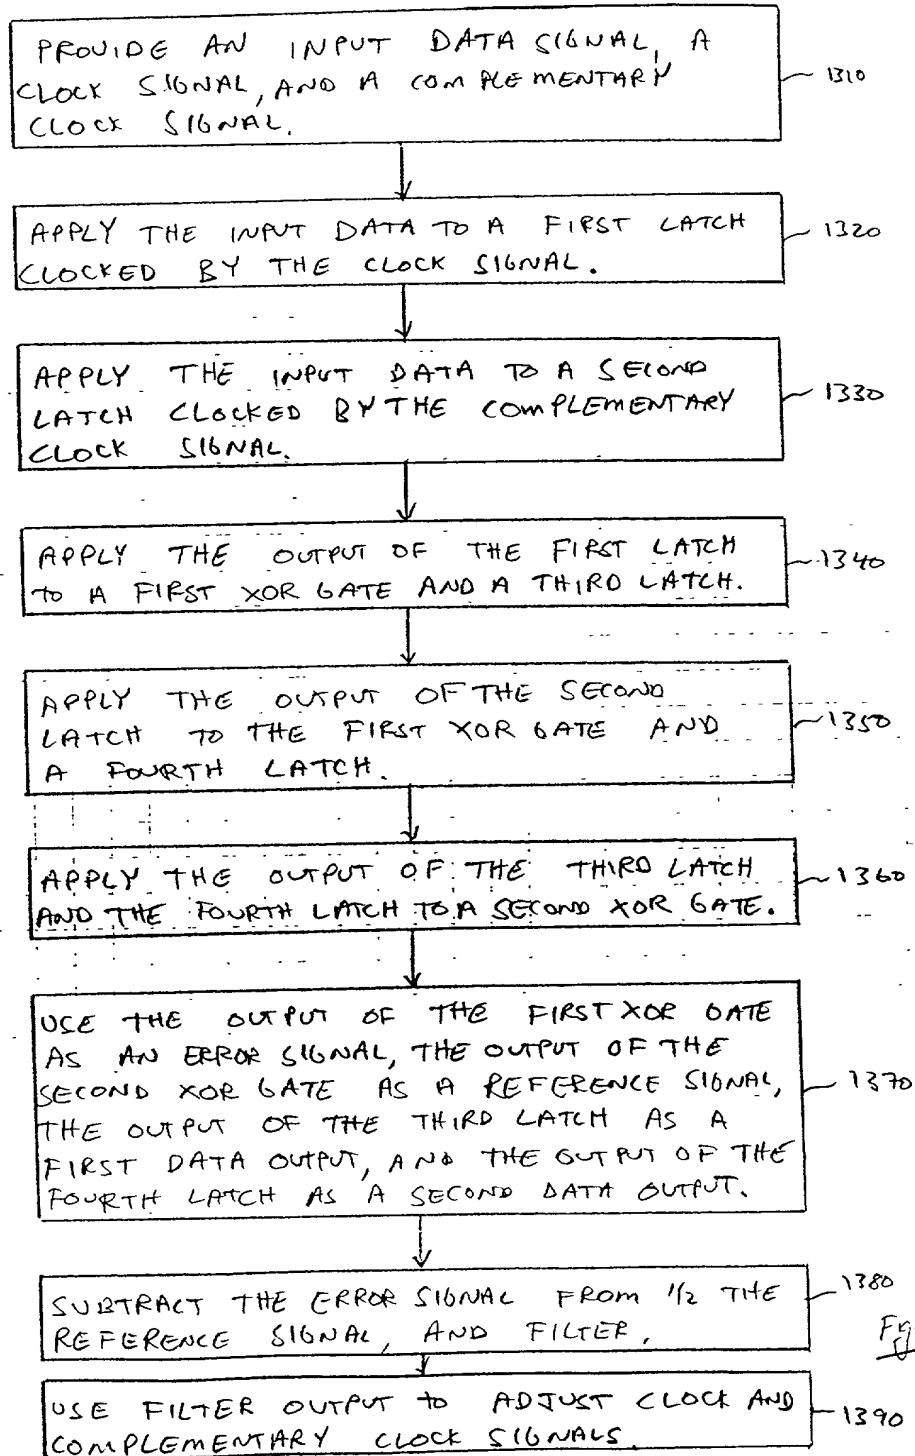 PROVIDE AN INPUT DATA SIGNAL, A
CLOCK SIGNAL, AND A COMPLEMENTARY
CLOCK SIGNAL.
1310
APPLY THE INPUT DATA TO A FIRST LATCH
CLOCKED BY THE CLOCK SIGNAL.
1320
APPLY THE INPUT DATA TO A SECOND
LATCH CLOCKED BY THE COMPLEMENTARY
CLOCK SIGNAL.
1330
APPLY THE OUTPUT OF THE FIRST LATCH
TO A FIRST XOR GATE AND A THIRD LATCH.
1340
APPLY THE OUTPUT OF THE SECOND
LATCH TO THE FIRST XOR GATE AND
A FOURTH LATCH.
1350
APPLY THE OUTPUT OF THE THIRD LATCH
AND THE FOURTH LATCH TO A SECOND XOR GATE.
1360
USE THE OUTPUT OF THE FIRST XOR GATE
AS AN ERROR SIGNAL, THE OUTPUT OF THE
SECOND XOR GATE AS A REFERENCE SIGNAL,
THE OUTPUT OF THE THIRD LATCH AS A
FIRST DATA OUTPUT, AND THE OUTPUT OF THE
FOURTH LATCH AS A SECOND DATA OUTPUT.
1370
SUBTRACT THE ERROR SIGNAL FROM 1/2 THE
REFERENCE SIGNAL, AND FILTER.
1380
USE FILTER OUTPUT TO ADJUST CLOCK AND
COMPLEMENTARY CLOCK SIGNALS.
1390